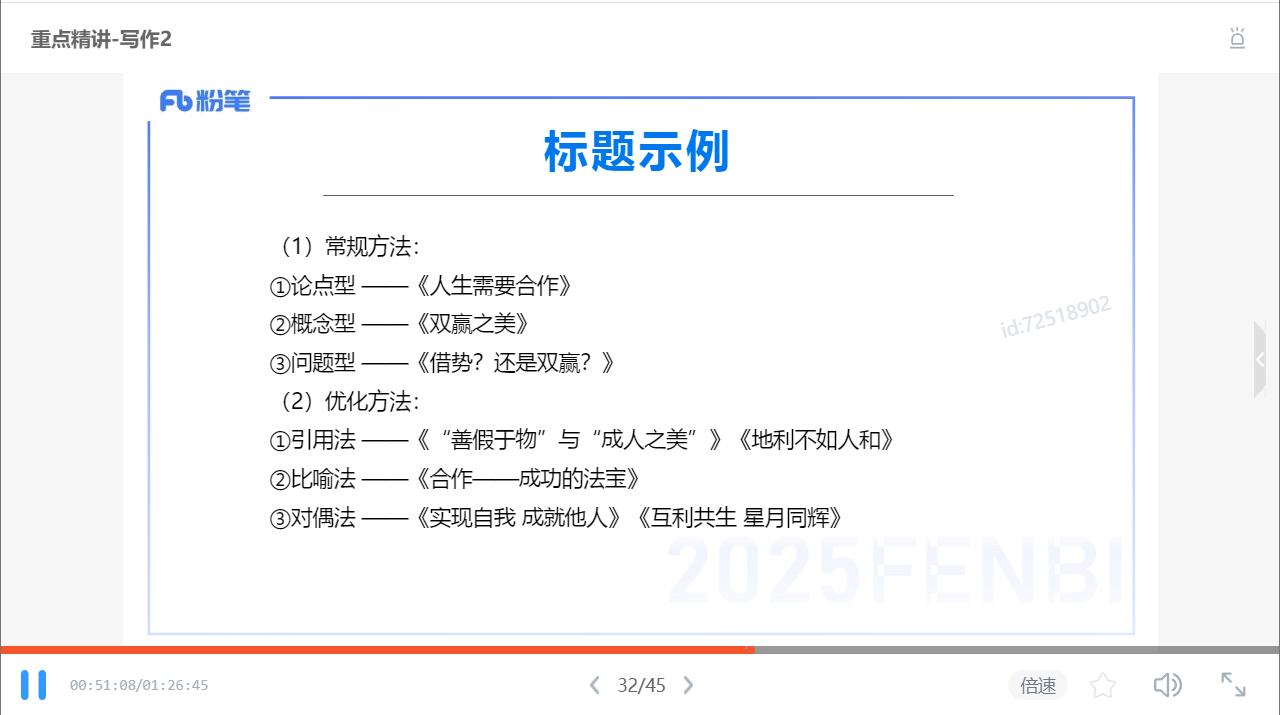 重点精讲-写作2
粉笔
标题示例
（1）常规方法：
①论点型 ——《人生需要合作》
②概念型 ——《双赢之美》
③问题型 ——《借势？还是双赢？》
（2）优化方法：
①引用法 ——《“善假于物”与“成人之美”》《地利不如人和》
②比喻法 ——《合作——成功的法宝》
③对偶法 ——《实现自我 成就他人》《互利共生 星月同辉》
id:72518902
2025FENBI
00:51:08/01:26:45
32/45
倍速